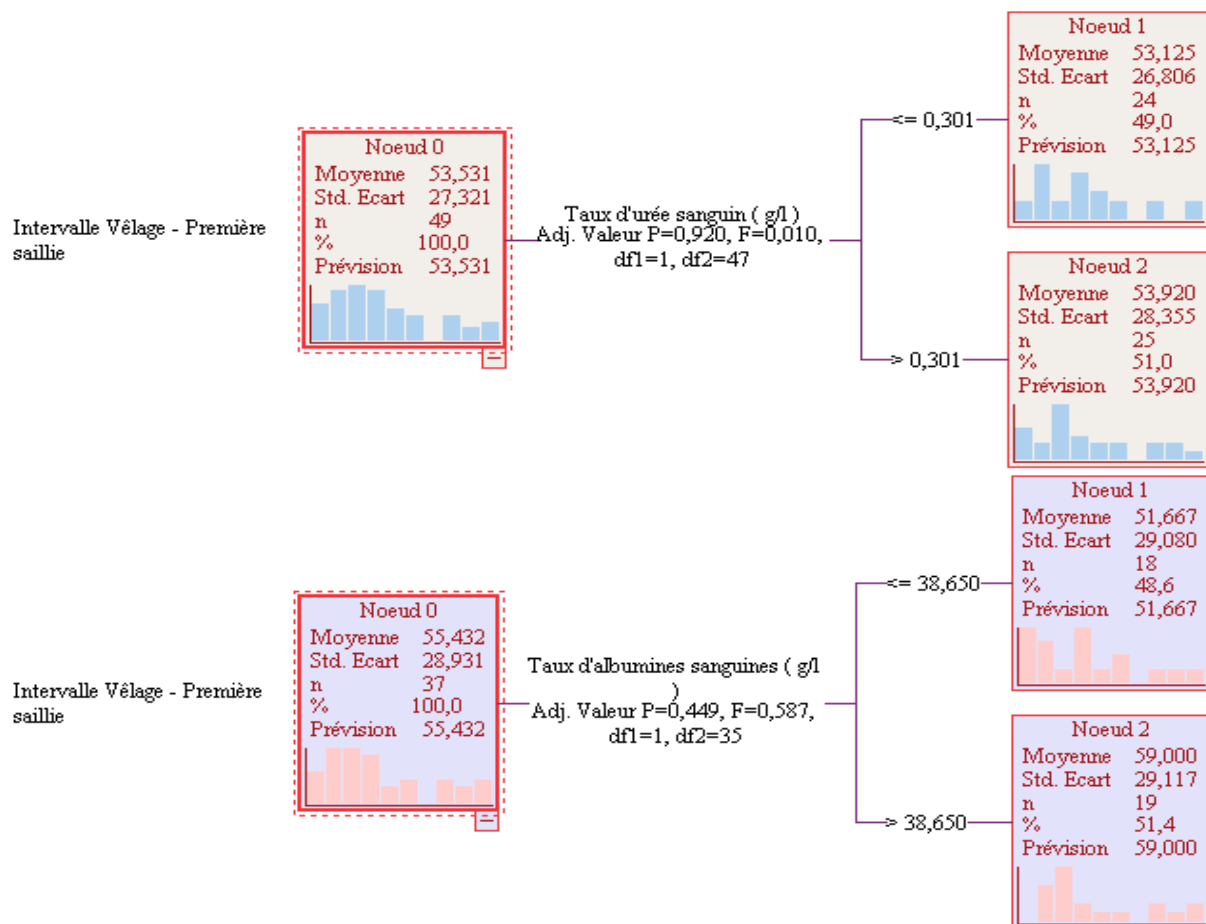 Intervalle Vêlage - Première
saillie
Noeud 0
Moyenne 53,531
Std. Ecart 27,321
n 49
% 100,0
Prévision 53,531
Taux d'urée sanguin ( g/l )
Adj. Valeur P=0,920, F=0,010,
df1=1, df2=47
<= 0,301
Noeud 1
Moyenne 53,125
Std. Ecart 26,806
n 24
% 49,0
Prévision 53,125
> 0,301
Noeud 2
Moyenne 53,920
Std. Ecart 28,355
n 25
% 51,0
Prévision 53,920
Intervalle Vêlage - Première
saillie
Noeud 0
Moyenne 55,432
Std. Ecart 28,931
n 37
% 100,0
Prévision 55,432
Taux d'albumines sanguines ( g/l
)
Adj. Valeur P=0,449, F=0,587,
df1=1, df2=35
<= 38,650
Noeud 1
Moyenne 51,667
Std. Ecart 29,080
n 18
% 48,6
Prévision 51,667
> 38,650
Noeud 2
Moyenne 59,000
Std. Ecart 29,117
n 19
% 51,4
Prévision 59,000